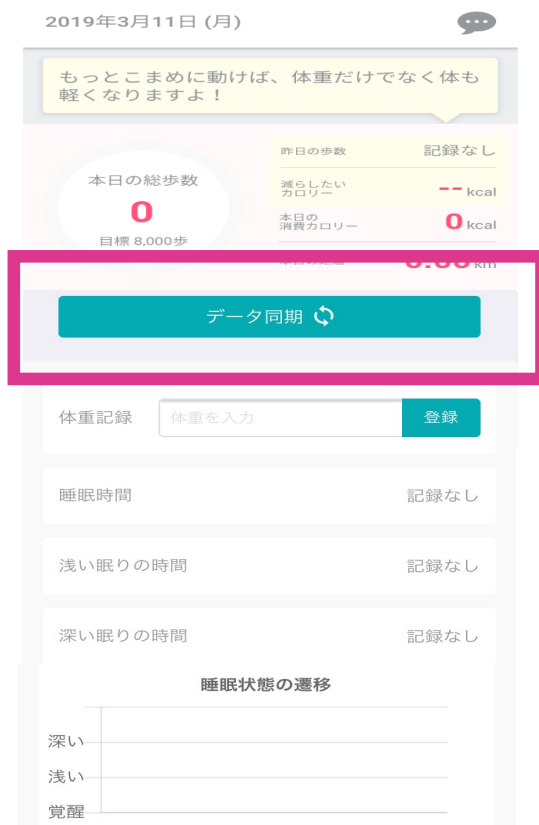 2019年3月11日 (月)
もっとこまめに動けば、体重だけでなく体も
軽くなりますよ！
本日の総歩数
0
目標 8,000歩
昨日の歩数 記録なし
減らしたい
カロリー -- kcal
本日の
消費カロリー 0 kcal
データ同期
体重記録 体重を入力 登録
睡眠時間 記録なし
浅い眠りの時間 記録なし
深い眠りの時間 記録なし
睡眠状態の遷移
深い
浅い
覚醒